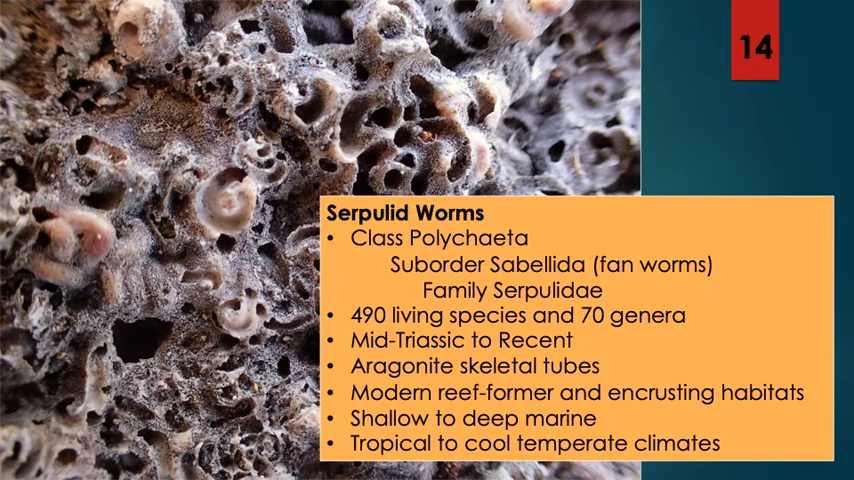 14
Serpulid Worms
• Class Polychaeta
Suborder Sabellida (fan worms)
Family Serpulidae
• 490 living species and 70 genera
• Mid-Triassic to Recent
• Aragonite skeletal tubes
• Modern reef-former and encrusting habitats
• Shallow to deep marine
• Tropical to cool temperate climates